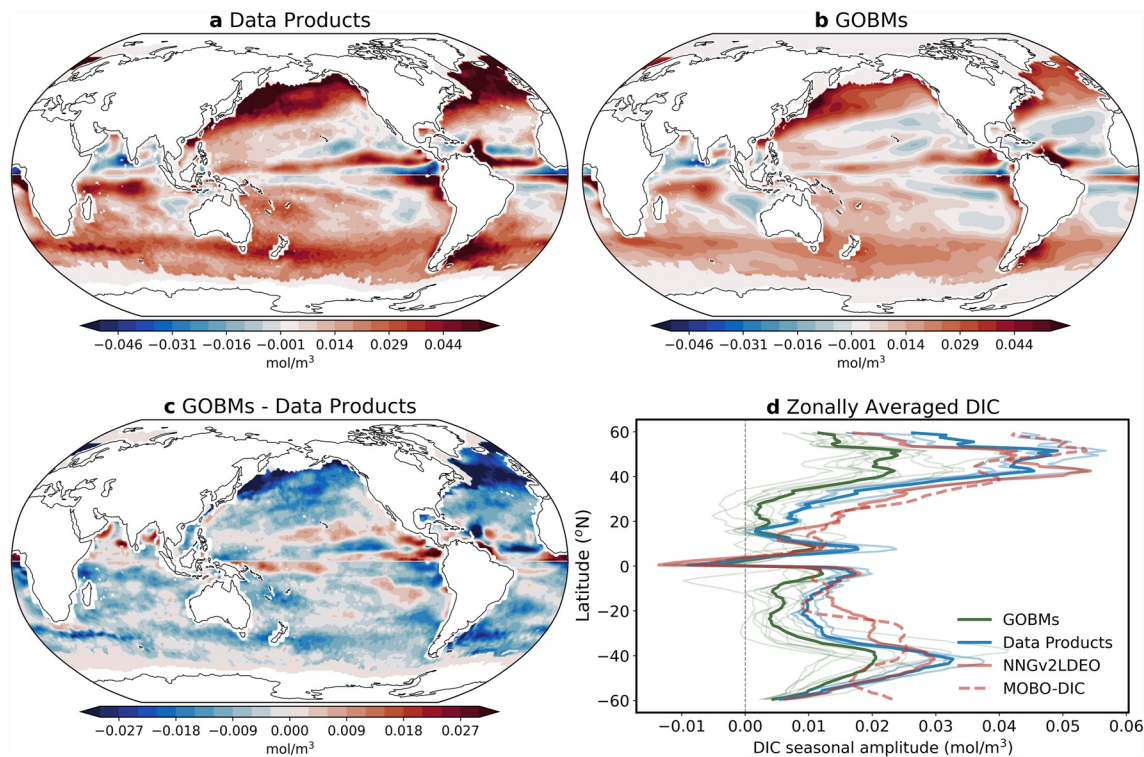 a Data Products
b GOBMs
−0.046 −0.031 −0.016 −0.001 0.014 0.029 0.044
mol/m³
−0.046 −0.031 −0.016 −0.001 0.014 0.029 0.044
mol/m³
c GOBMs - Data Products
−0.027 −0.018 −0.009 0.000 0.009 0.018 0.027
mol/m³
d Zonally Averaged DIC
Latitude (⁰N)
60
40
20
0
−20
−40
−60
GOBMs
Data Products
NNGv2LDEO
MOBO-DIC
−0.01 0.00 0.01 0.02 0.03 0.04 0.05 0.06
DIC seasonal amplitude (mol/m³)